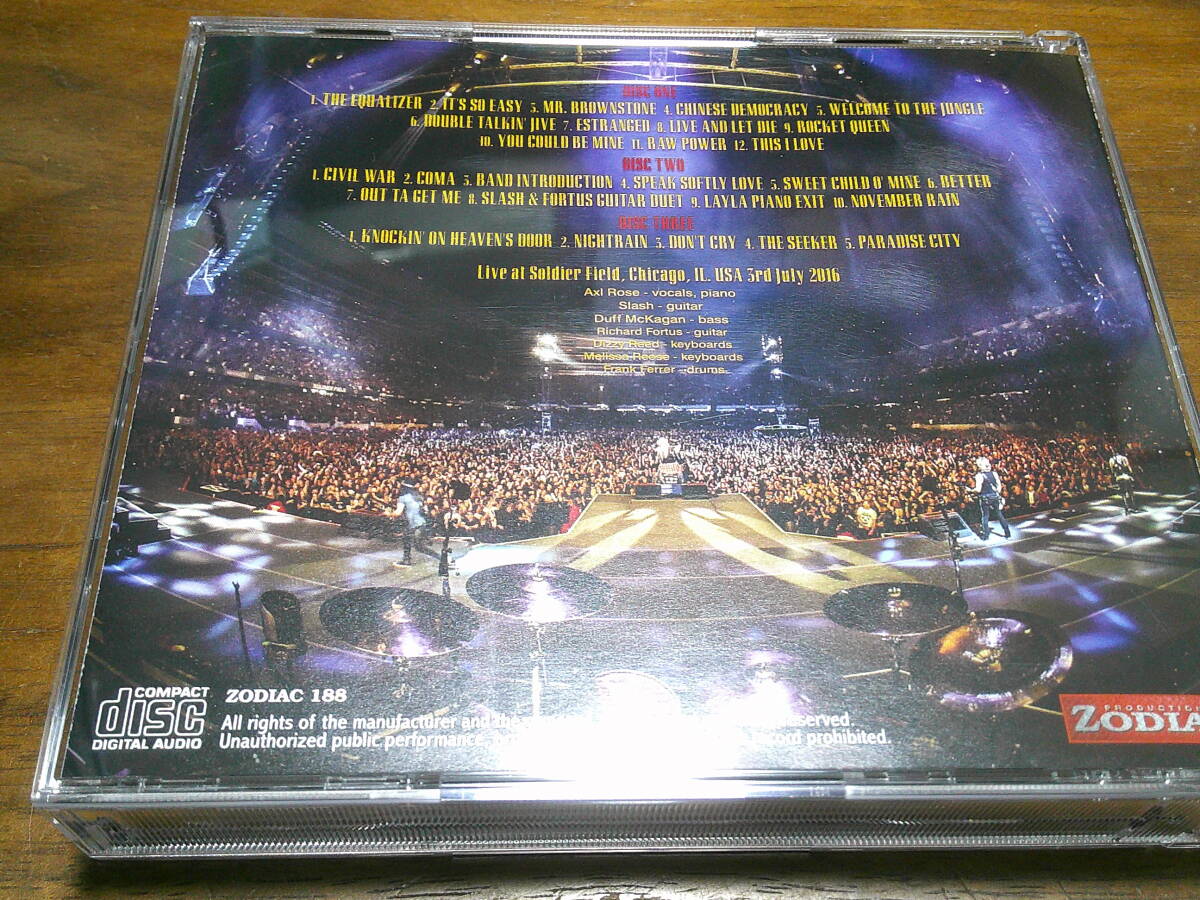 DISC ONE
1. THE EQUALIZER 2. IT'S SO EASY 3. MR. BROWNSTONE 4. CHINESE DEMOCRACY 5. WELCOME TO THE JUNGLE
6. DOUBLE TALKIN' JIVE 7. ESTRANGED 8. LIVE AND LET DIE 9. ROCKET QUEEN
10. YOU COULD BE MINE 11. RAW POWER 12. THIS I LOVE
DISC TWO
1. CIVIL WAR 2. COMA 3. BAND INTRODUCTION 4. SPEAK SOFTLY LOVE 5. SWEET CHILD O' MINE 6. BETTER
7. OUT TA GET ME 8. SLASH & FORTUS GUITAR DUET 9. LAYLA PIANO EXIT 10. NOVEMBER RAIN
DISC THREE
1. KNOCKIN' ON HEAVEN'S DOOR 2. NIGHTRAIN 3. DON'T CRY 4. THE SEEKER 5. PARADISE CITY
Live at Soldier Field, Chicago, IL. USA 3rd July 2016
Axl Rose - vocals, piano
Slash - guitar
Duff McKagan - bass
Richard Fortus - guitar
Dizzy Reed - keyboards
Melissa Reese - keyboards
Frank Ferrer - drums
COMPACT
disc
DIGITAL AUDIO
ZODIAC 188
All rights of the manufacturer and the reserved.
Unauthorized public performance, record prohibited.
PRODUCTIO
ZODIA